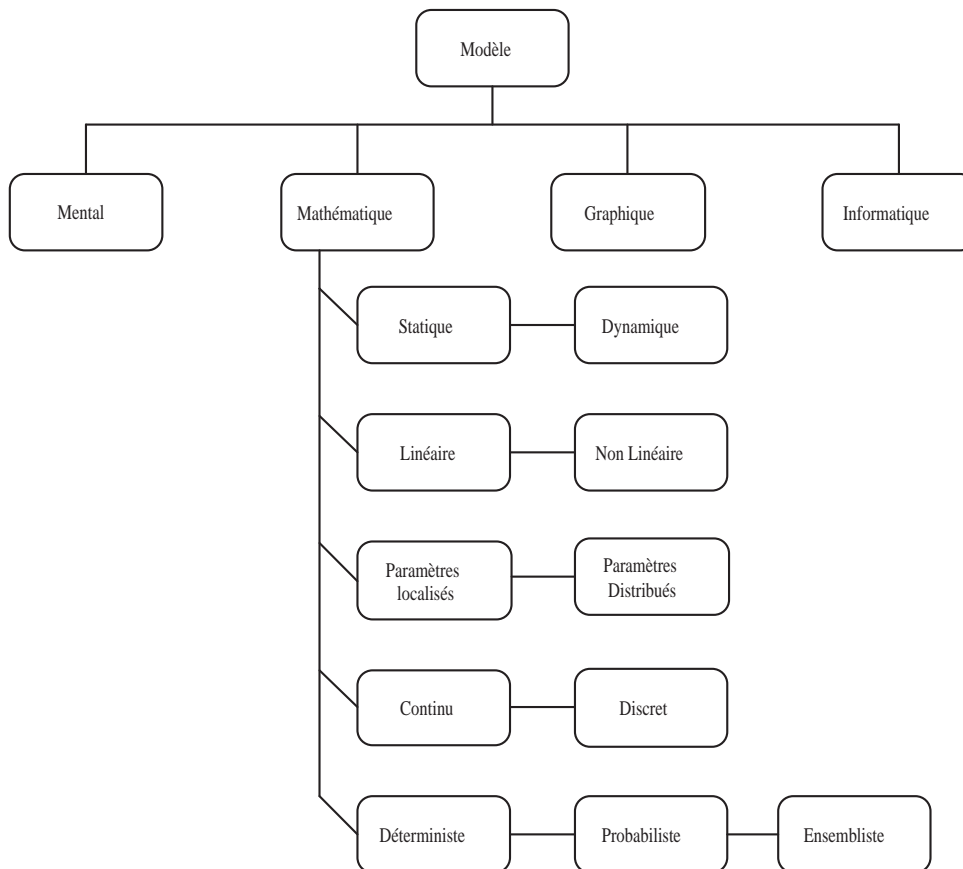 Modèle
Mental
Mathématique
Graphique
Informatique
Statique
Dynamique
Linéaire
Non Linéaire
Paramètres
localisés
Paramètres
Distribués
Continu
Discret
Déterministe
Probabiliste
Ensembliste